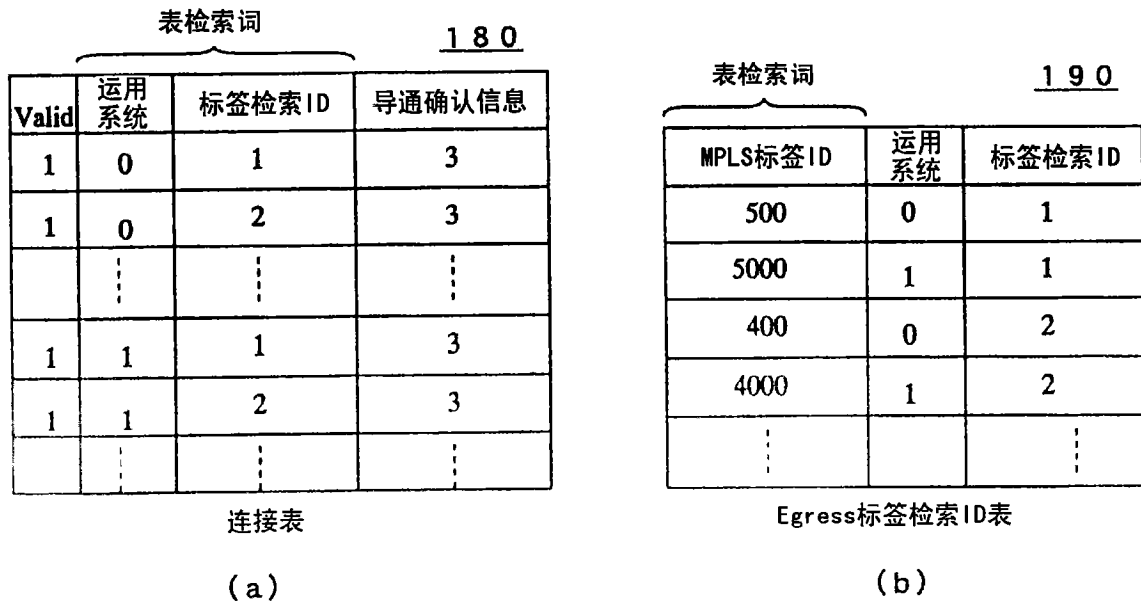 表检索词
180
Valid 运用系统 标签检索ID 导通确认信息
1 0 1 3
1 0 2 3
1 1 1 3
1 1 2 3
连接表
(a)
表检索词
190
MPLS标签ID 运用系统 标签检索ID
500 0 1
5000 1 1
400 0 2
4000 1 2
Egress标签检索ID表
(b)